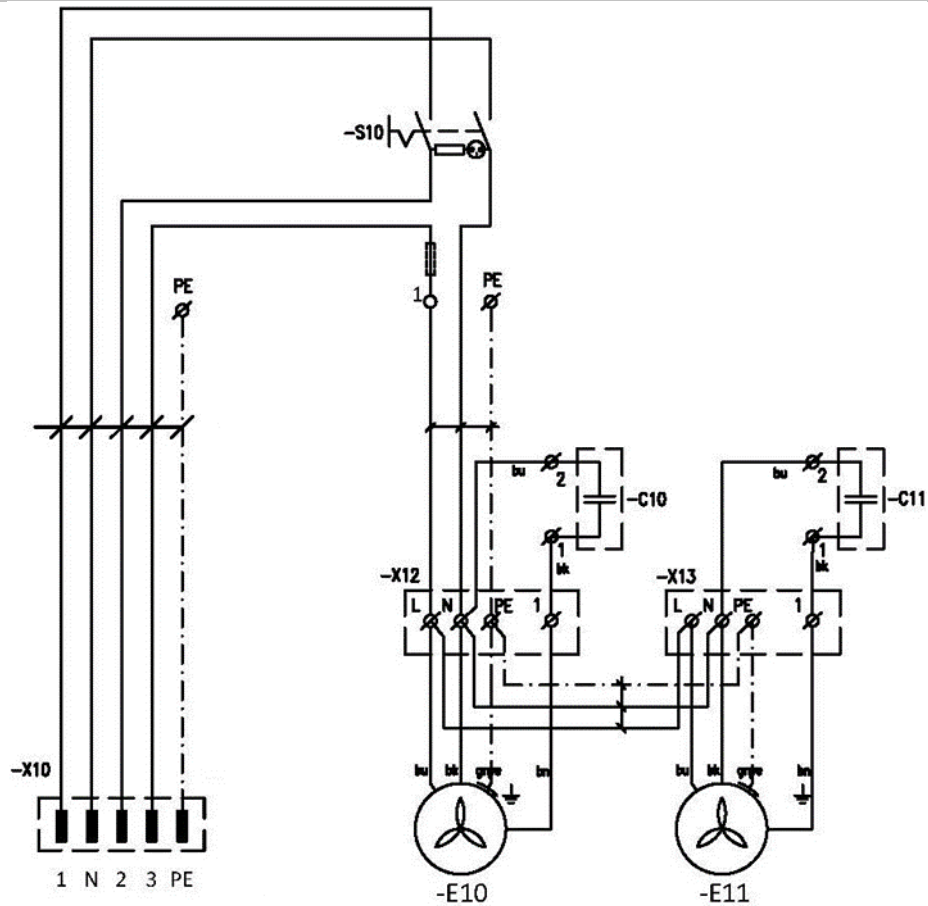 -S10
PE
1
PE
bu
2
-C10
1
bk
bu
2
-C11
1
bk
-X12
L N PE 1
-X13
L N PE 1
-X10
bu bk gnye bn
bu bk gnye bn
1 N 2 3 PE
-E10
-E11